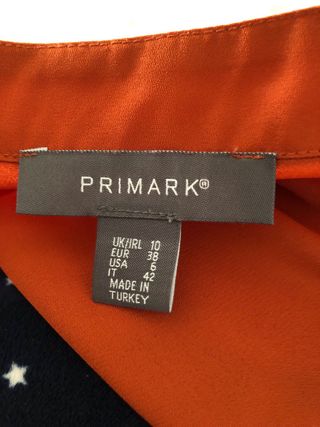 PRIMARK®
UK/IRL 10
EUR 38
USA 6
IT 42
MADE IN
TURKEY